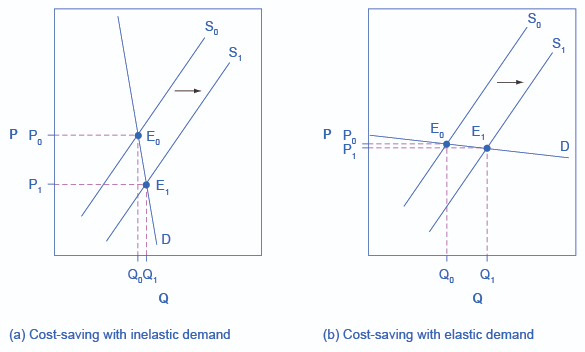 S₀
S₁
P P₀ E₀
P₁ E₁
D
Q₀Q₁
Q
(a) Cost-saving with inelastic demand
S₀
S₁
E₀ E₁
P P₀ D
P₁
Q₀ Q₁
Q
(b) Cost-saving with elastic demand